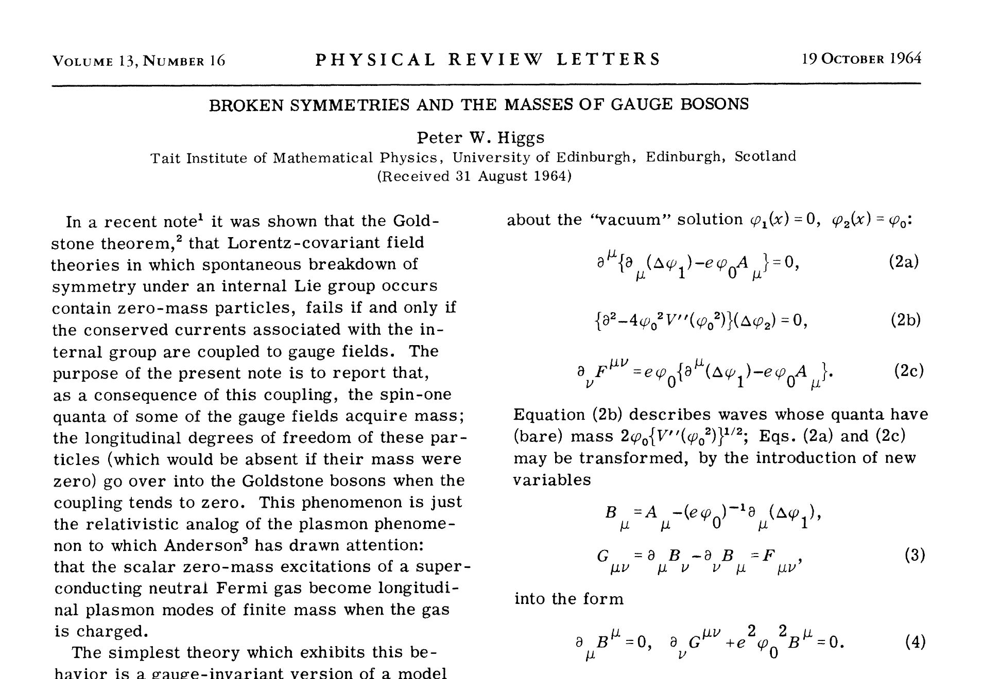 VOLUME 13, NUMBER 16 PHYSICAL REVIEW LETTERS 19 OCTOBER 1964
BROKEN SYMMETRIES AND THE MASSES OF GAUGE BOSONS
Peter W. Higgs
Tait Institute of Mathematical Physics, University of Edinburgh, Edinburgh, Scotland
(Received 31 August 1964)
In a recent note¹ it was shown that the Gold-
stone theorem,² that Lorentz-covariant field
theories in which spontaneous breakdown of
symmetry under an internal Lie group occurs
contain zero-mass particles, fails if and only if
the conserved currents associated with the in-
ternal group are coupled to gauge fields. The
purpose of the present note is to report that,
as a consequence of this coupling, the spin-one
quanta of some of the gauge fields acquire mass;
the longitudinal degrees of freedom of these par-
ticles (which would be absent if their mass were
zero) go over into the Goldstone bosons when the
coupling tends to zero. This phenomenon is just
the relativistic analog of the plasmon phenome-
non to which Anderson³ has drawn attention:
that the scalar zero-mass excitations of a super-
conducting neutral Fermi gas become longitudi-
nal plasmon modes of finite mass when the gas
is charged.
The simplest theory which exhibits this be-
havior is a gauge-invariant version of a model
about the “vacuum” solution φ₁(x) = 0, φ₂(x) = φ₀:
∂^μ{∂_μ(Δφ₁)−eφ₀A_μ} = 0, (2a)
{∂²−4φ₀²V′′(φ₀²)}(Δφ₂) = 0, (2b)
∂_νF^μν = eφ₀{∂^μ(Δφ₁)−eφ₀A_μ}. (2c)
Equation (2b) describes waves whose quanta have
(bare) mass 2φ₀{V′′(φ₀²)}^1/2; Eqs. (2a) and (2c)
may be transformed, by the introduction of new
variables
B_μ = A_μ −(eφ₀)⁻¹∂_μ(Δφ₁),
G_μν = ∂_μB_ν −∂_νB_μ = F_μν, (3)
into the form
∂_μB^μ = 0, ∂_νG^μν + e²φ₀²B^μ = 0. (4)